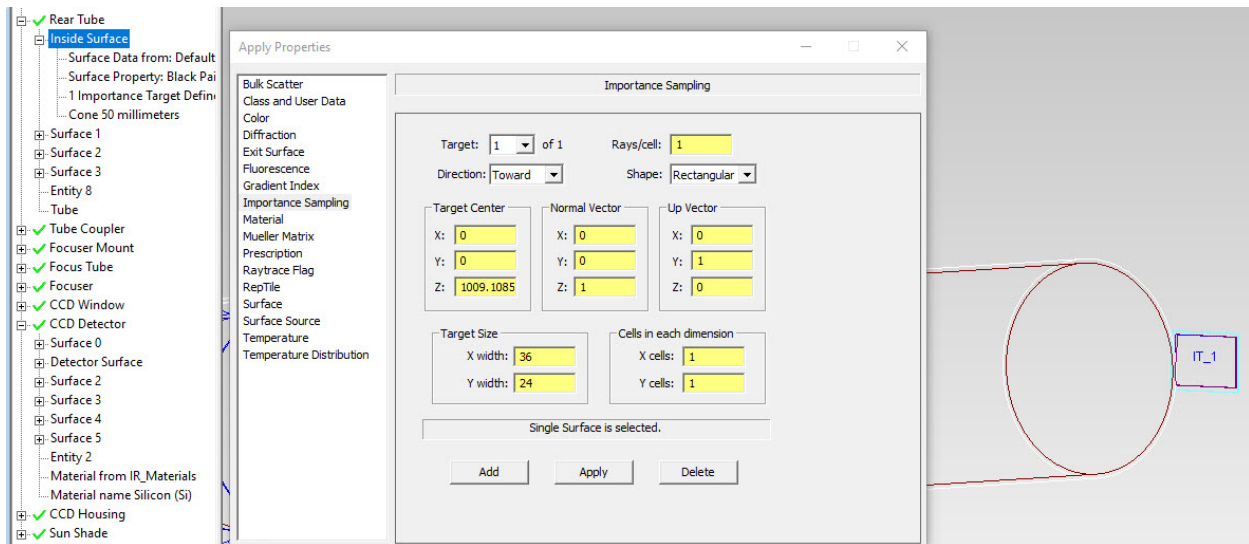 Rear Tube
Inside Surface
Surface Data from: Default
Surface Property: Black Pai
1 Importance Target Defin
Cone 50 millimeters
Surface 1
Surface 2
Surface 3
Entity 8
Tube
Tube Coupler
Focuser Mount
Focus Tube
Focuser
CCD Window
CCD Detector
Surface 0
Detector Surface
Surface 2
Surface 3
Surface 4
Surface 5
Entity 2
Material from IR_Materials
Material name Silicon (Si)
CCD Housing
Sun Shade
Apply Properties
Bulk Scatter
Class and User Data
Color
Diffraction
Exit Surface
Fluorescence
Gradient Index
Importance Sampling
Material
Mueller Matrix
Prescription
Raytrace Flag
RepTile
Surface
Surface Source
Temperature
Temperature Distribution
Importance Sampling
Target: 1 of 1 Rays/cell: 1
Direction: Toward Shape: Rectangular
Target Center Normal Vector Up Vector
X: 0 X: 0 X: 0
Y: 0 Y: 0 Y: 1
Z: 1009.1085 Z: 1 Z: 0
Target Size Cells in each dimension
X width: 36 X cells: 1
Y width: 24 Y cells: 1
Single Surface is selected.
Add Apply Delete
IT_1